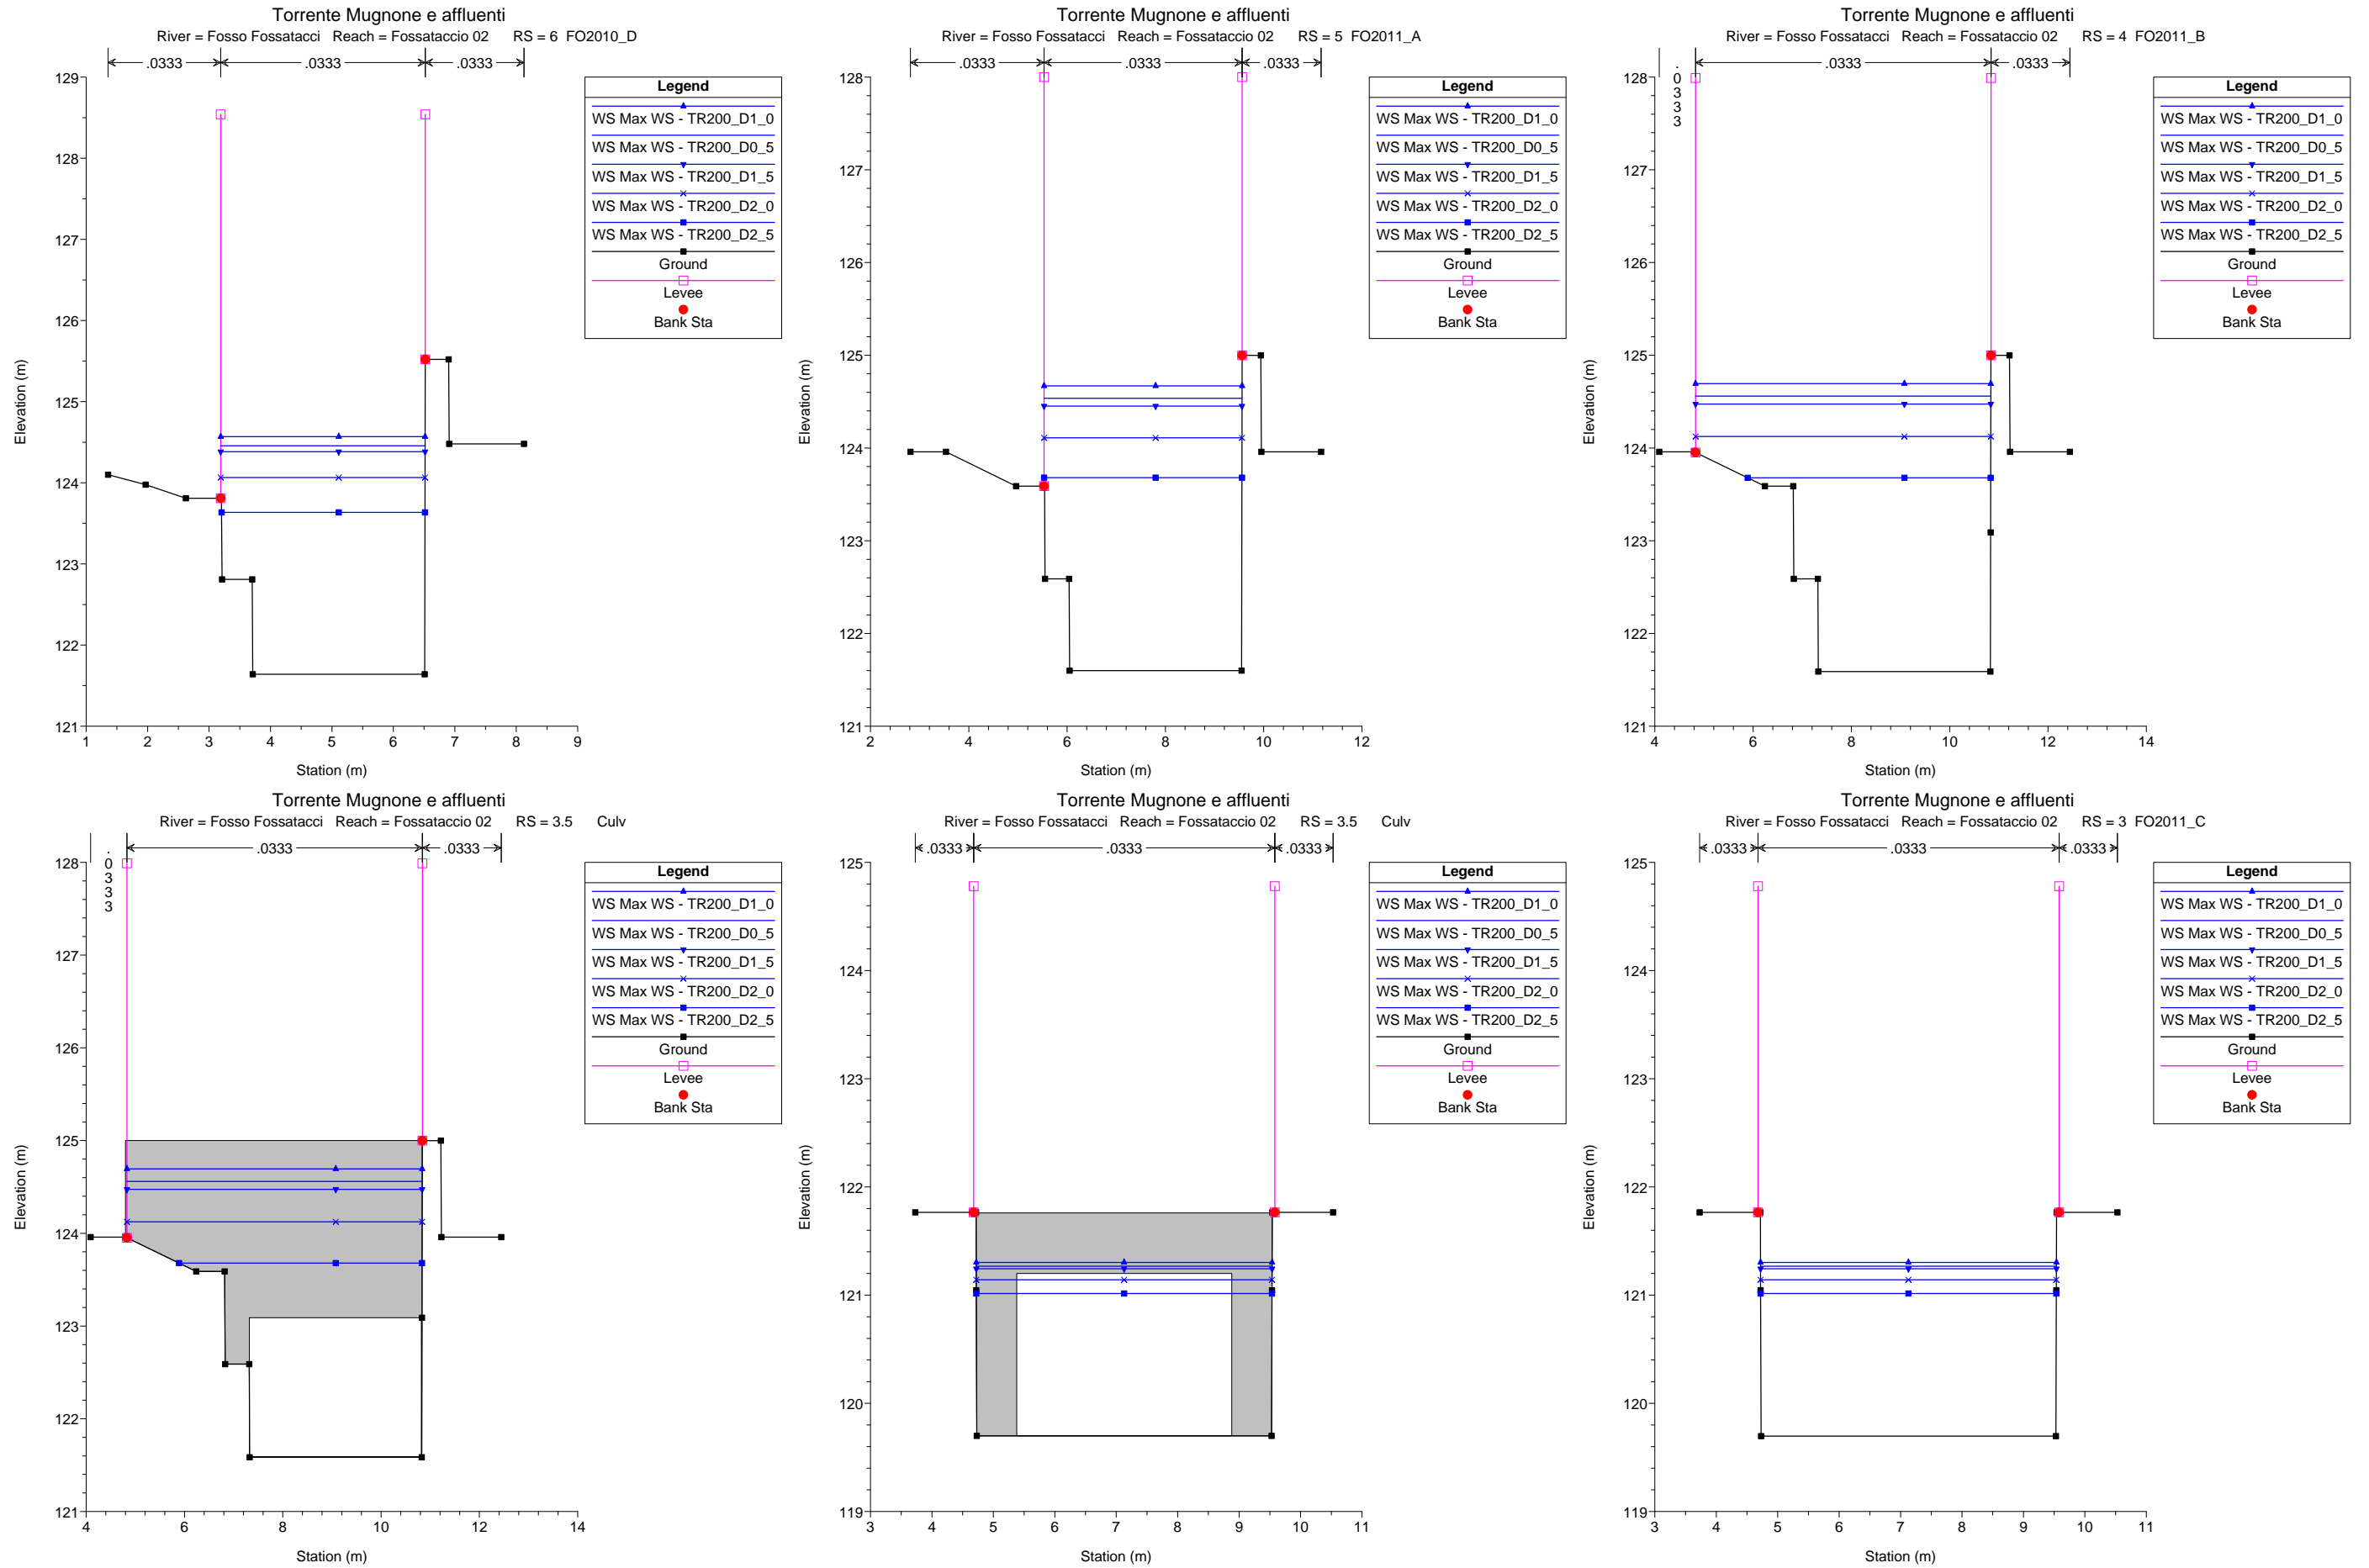 Torrente Mugnone e affluenti
River = Fosso Fossatacci Reach = Fossataccio 02 RS = 6 FO2010_D
.0333 .0333 .0333
Legend
WS Max WS - TR200_D1_0
WS Max WS - TR200_D0_5
WS Max WS - TR200_D1_5
WS Max WS - TR200_D2_0
WS Max WS - TR200_D2_5
Ground
Levee
Bank Sta
129
128
127
126
125
124
123
122
121
Elevation (m)
1 2 3 4 5 6 7 8 9
Station (m)
Torrente Mugnone e affluenti
River = Fosso Fossatacci Reach = Fossataccio 02 RS = 5 FO2011_A
.0333 .0333 .0333
Legend
WS Max WS - TR200_D1_0
WS Max WS - TR200_D0_5
WS Max WS - TR200_D1_5
WS Max WS - TR200_D2_0
WS Max WS - TR200_D2_5
Ground
Levee
Bank Sta
128
127
126
125
124
123
122
121
Elevation (m)
2 4 6 8 10 12
Station (m)
Torrente Mugnone e affluenti
River = Fosso Fossatacci Reach = Fossataccio 02 RS = 4 FO2011_B
.0333 .0333 .0333
Legend
WS Max WS - TR200_D1_0
WS Max WS - TR200_D0_5
WS Max WS - TR200_D1_5
WS Max WS - TR200_D2_0
WS Max WS - TR200_D2_5
Ground
Levee
Bank Sta
128
127
126
125
124
123
122
121
Elevation (m)
4 6 8 10 12 14
Station (m)
Torrente Mugnone e affluenti
River = Fosso Fossatacci Reach = Fossataccio 02 RS = 3.5 Culv
.0333 .0333 .0333
Legend
WS Max WS - TR200_D1_0
WS Max WS - TR200_D0_5
WS Max WS - TR200_D1_5
WS Max WS - TR200_D2_0
WS Max WS - TR200_D2_5
Ground
Levee
Bank Sta
128
127
126
125
124
123
122
121
Elevation (m)
4 6 8 10 12 14
Station (m)
Torrente Mugnone e affluenti
River = Fosso Fossatacci Reach = Fossataccio 02 RS = 3.5 Culv
.0333 .0333 .0333
Legend
WS Max WS - TR200_D1_0
WS Max WS - TR200_D0_5
WS Max WS - TR200_D1_5
WS Max WS - TR200_D2_0
WS Max WS - TR200_D2_5
Ground
Levee
Bank Sta
125
124
123
122
121
120
119
Elevation (m)
3 4 5 6 7 8 9 10 11
Station (m)
Torrente Mugnone e affluenti
River = Fosso Fossatacci Reach = Fossataccio 02 RS = 3 FO2011_C
.0333 .0333 .0333
Legend
WS Max WS - TR200_D1_0
WS Max WS - TR200_D0_5
WS Max WS - TR200_D1_5
WS Max WS - TR200_D2_0
WS Max WS - TR200_D2_5
Ground
Levee
Bank Sta
125
124
123
122
121
120
119
Elevation (m)
3 4 5 6 7 8 9 10 11
Station (m)